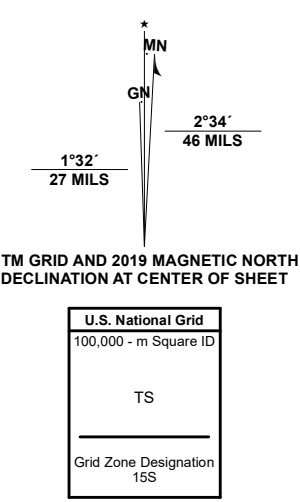 ★
MN
GN
2°34´
46 MILS
1°32´
27 MILS
TM GRID AND 2019 MAGNETIC NORTH
DECLINATION AT CENTER OF SHEET
U.S. National Grid
100,000 - m Square ID
TS
Grid Zone Designation
15S